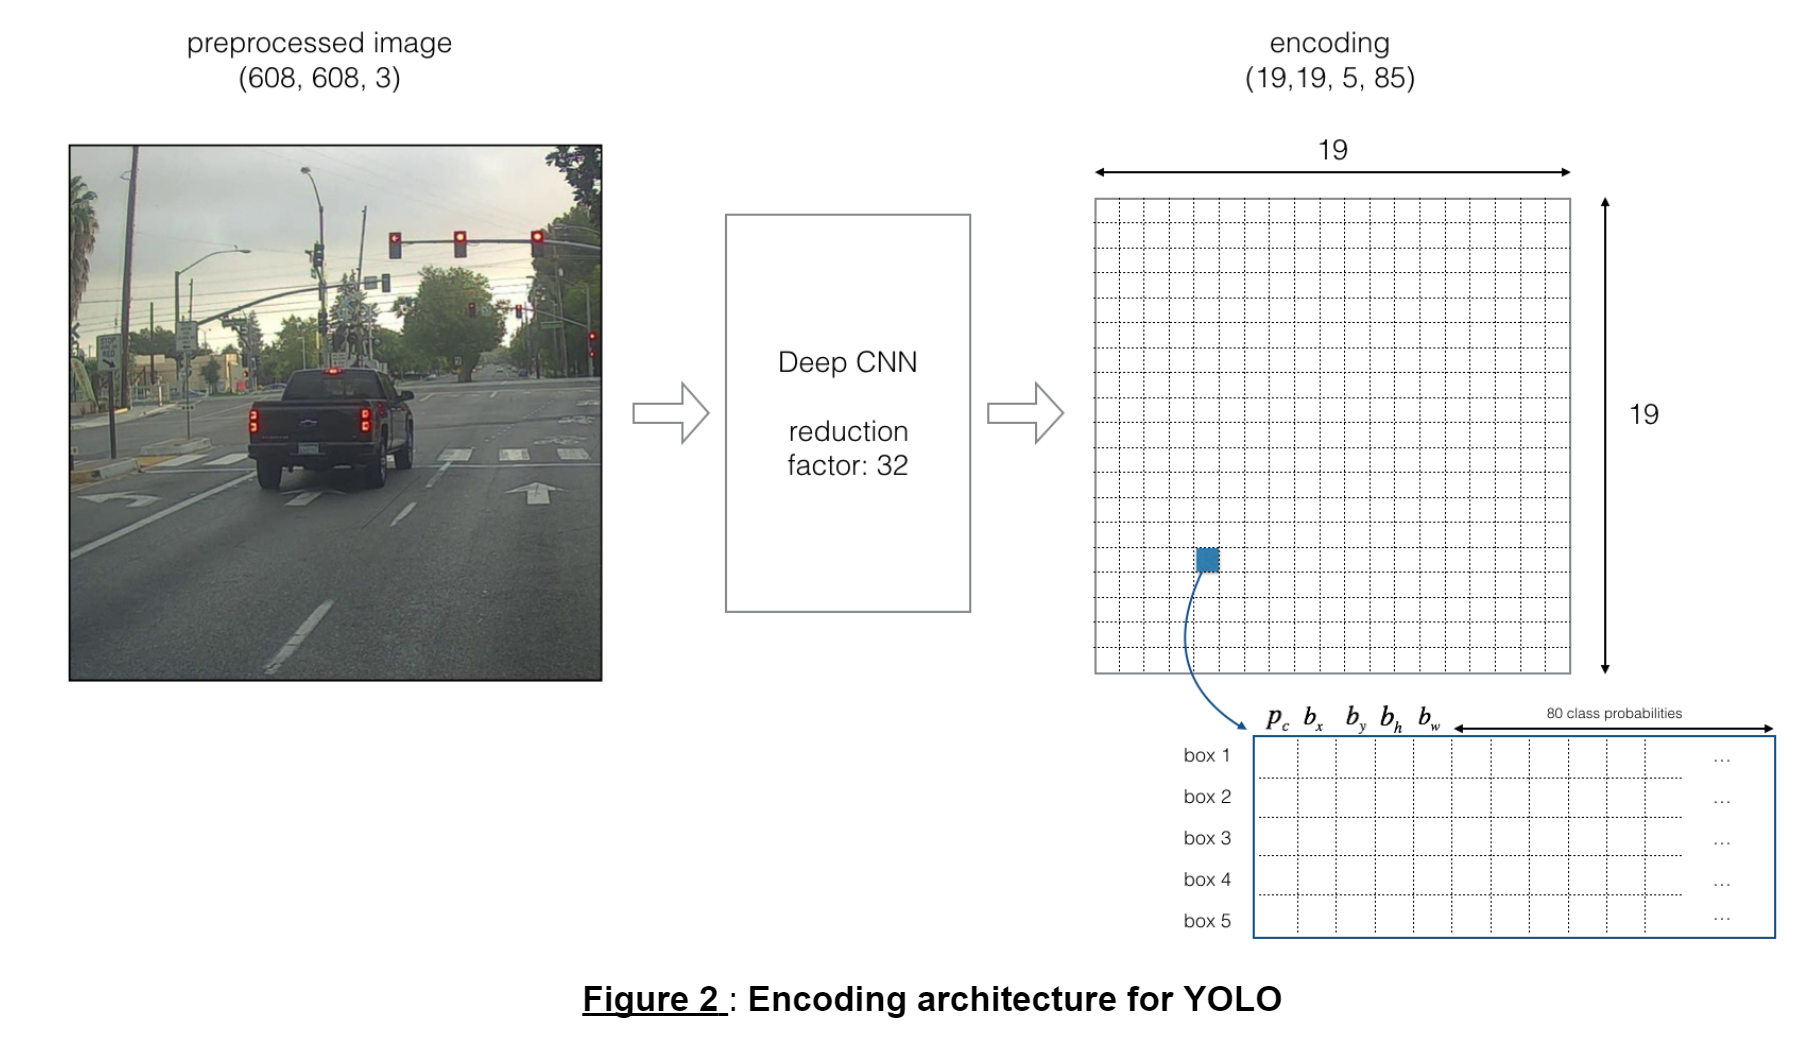 preprocessed image
(608, 608, 3)
encoding
(19,19, 5, 85)
19
Deep CNN
reduction
factor: 32
19
STOP
RED
p_c b_x b_y b_h b_w
80 class probabilities
box 1 ...
box 2 ...
box 3 ...
box 4 ...
box 5 ...
Figure 2 : Encoding architecture for YOLO